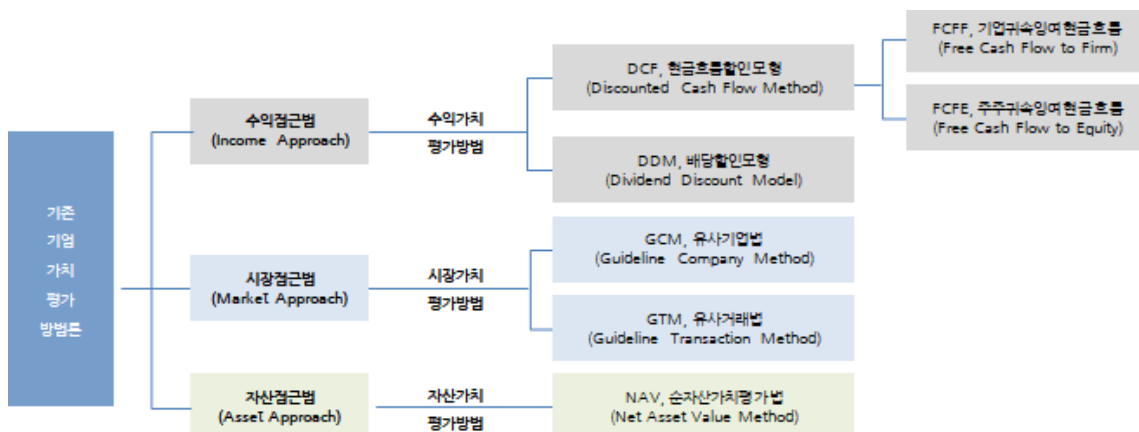 기존
기업
가치
평가
방법론
수익접근법
(Income Approach)
수익가치
평가방법
DCF, 현금흐름할인모형
(Discounted Cash Flow Method)
FCFF, 기업귀속잉여현금흐름
(Free Cash Flow to Firm)
FCFE, 주주귀속잉여현금흐름
(Free Cash Flow to Equity)
DDM, 배당할인모형
(Dividend Discount Model)
시장접근법
(Market Approach)
시장가치
평가방법
GCM, 유사기업법
(Guideline Company Method)
GTM, 유사거래법
(Guideline Transaction Method)
자산접근법
(Asset Approach)
자산가치
평가방법
NAV, 순자산가치평가법
(Net Asset Value Method)